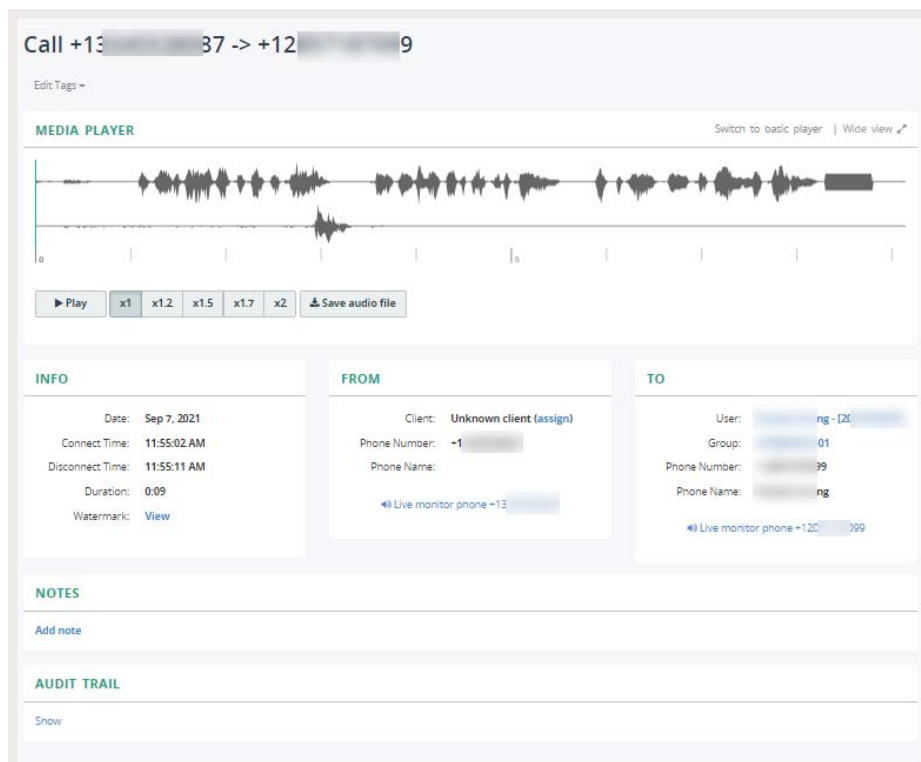 Call +13 87 -> +12 9
Edit Tags
MEDIA PLAYER
Switch to basic player | Wide view
0
5
Play x1 x1.2 x1.5 x1.7 x2 Save audio file
INFO
Date: Sep 7, 2021
Connect Time: 11:55:02 AM
Disconnect Time: 11:55:11 AM
Duration: 0:09
Watermark: View
FROM
Client: Unknown client (assign)
Phone Number: +1
Phone Name:
Live monitor phone +13
TO
User: ng - [20
Group: 01
Phone Number: 99
Phone Name: ng
Live monitor phone +120 099
NOTES
Add note
AUDIT TRAIL
Snow